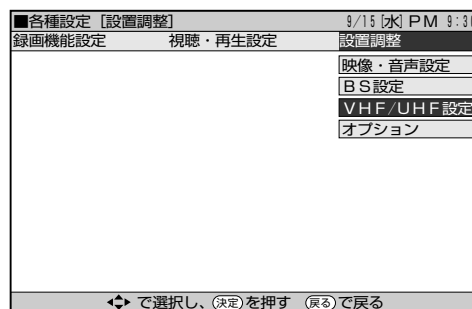 ■各種設定［設置調整］ 9/15[水]PM 9:30
録画機能設定 視聴・再生設定 設置調整
映像・音声設定
ＢＳ設定
ＶＨＦ/ＵＨＦ設定
オプション
で選択し、決定を押す 戻るで戻る